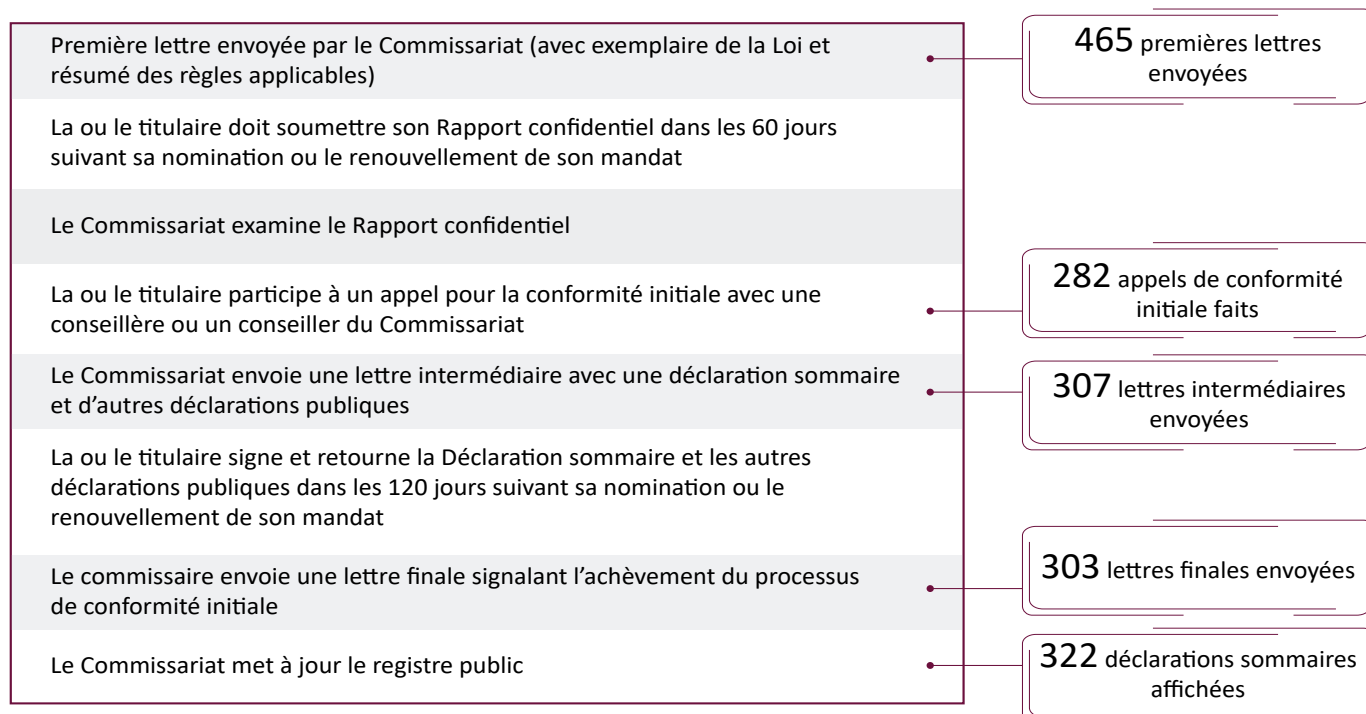 Première lettre envoyée par le Commissariat (avec exemplaire de la Loi et
résumé des règles applicables)
465 premières lettres
envoyées
La ou le titulaire doit soumettre son Rapport confidentiel dans les 60 jours
suivant sa nomination ou le renouvellement de son mandat
Le Commissariat examine le Rapport confidentiel
La ou le titulaire participe à un appel pour la conformité initiale avec une
conseillère ou un conseiller du Commissariat
282 appels de conformité
initiale faits
Le Commissariat envoie une lettre intermédiaire avec une déclaration sommaire
et d’autres déclarations publiques
307 lettres intermédiaires
envoyées
La ou le titulaire signe et retourne la Déclaration sommaire et les autres
déclarations publiques dans les 120 jours suivant sa nomination ou le
renouvellement de son mandat
Le commissaire envoie une lettre finale signalant l’achèvement du processus
de conformité initiale
303 lettres finales envoyées
Le Commissariat met à jour le registre public
322 déclarations sommaires
affichées